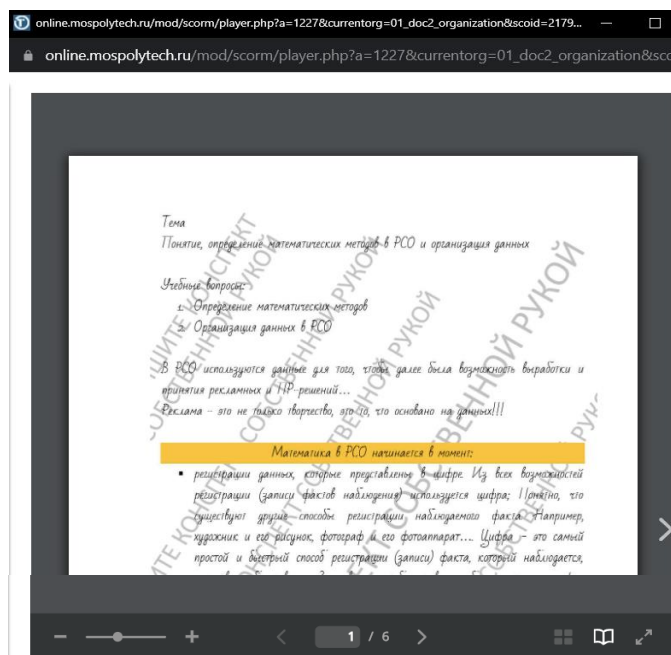 online.mospolytech.ru/mod/scorm/player.php?a=1227&currentorg=01_doc2_organization&scoid=2179...
online.mospolytech.ru/mod/scorm/player.php?a=1227&currentorg=01_doc2_organization&sco
Тема
Понятие, определение математических методов в РСО и организация данных
Учебные вопросы:
1. Определение математических методов
2. Организация данных в РСО
В РСО используются данные для того, чтобы далее была возможность выработки и
принятия рекламных и ПР-решений...
Реклама – это не только творчество, это то, что основано на данных!!!
Математика в РСО начинается в момент:
▪ регистрации данных, которые представлены в цифре. Из всех возможностей
регистрации (записи фактов наблюдения) используется цифра; Понятно, что
существуют другие способы регистрации наблюдаемого факта. Например,
художник и его рисунок, фотограф и его фотоаппарат.... Цифра – это самый
простой и быстрый способ регистрации (записи) факта, который наблюдается,
СОБСТВЕННОЙ РУКОЙ
1 / 6